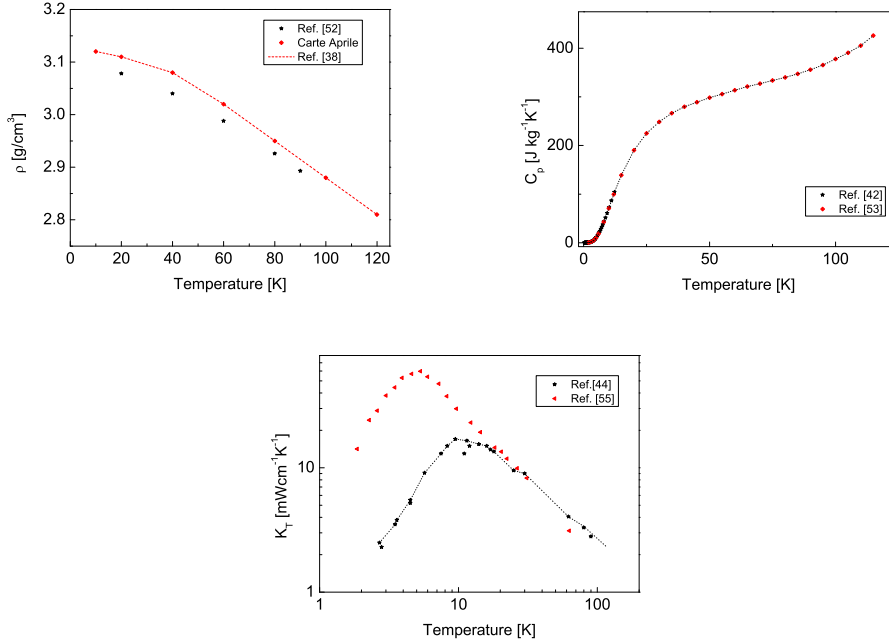 3.2
3.1
3.0
2.9
2.8
ρ [g/cm³]
0 20 40 60 80 100 120
Temperature [K]
Ref. [52]
Carte Aprile
Ref. [38]
400
200
0
C_p [J kg⁻¹K⁻¹]
0 50 100
Temperature [K]
Ref. [42]
Ref. [53]
10
1
K_T [mWcm⁻¹K⁻¹]
1 10 100
Temperature [K]
Ref.[44]
Ref. [55]